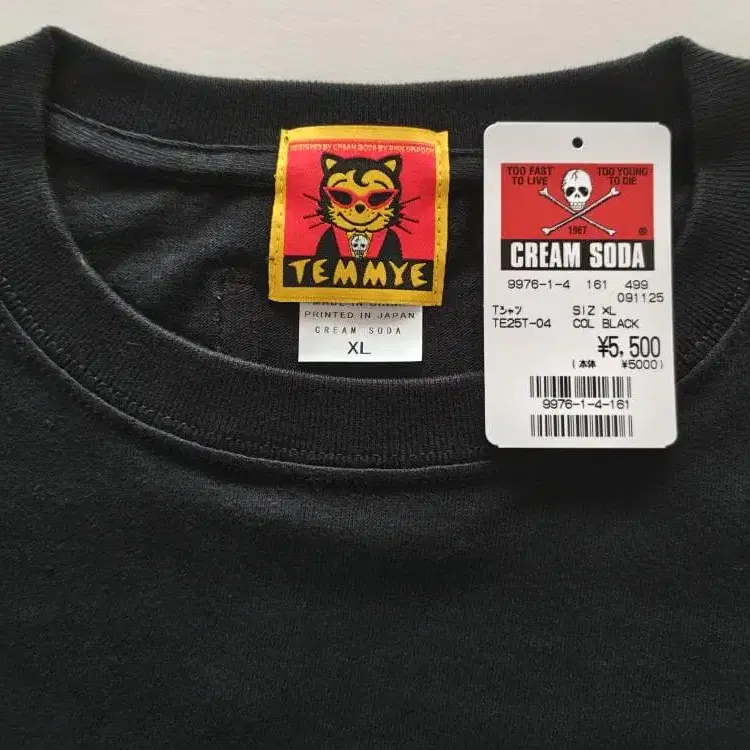 DESIGNED BY CREAM SODA BY PINK DRAGON
TEMMYE
PRINTED IN JAPAN
CREAM SODA
XL
TOO FAST TO LIVE
TOO YOUNG TO DIE
1967
®
CREAM SODA
9976-1-4 161 499
091125
Tシャツ SIZ XL
TE25T-04 COL BLACK
¥5,500
(本体 ¥5000)
9976-1-4-161